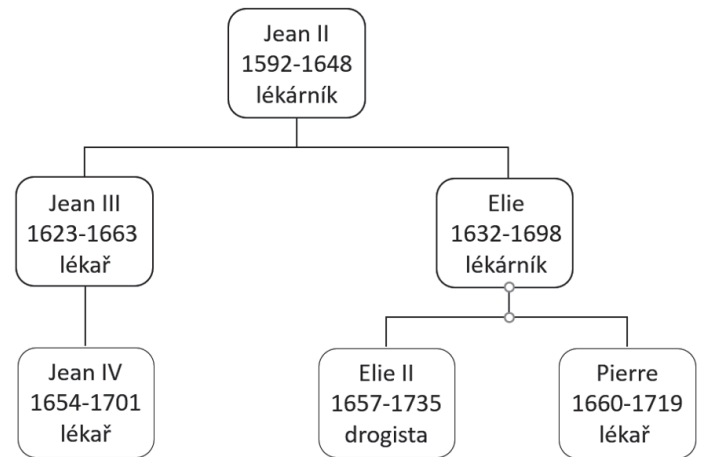 Jean II
1592-1648
lékárník
Jean III
1623-1663
lékař
Elie
1632-1698
lékárník
Jean IV
1654-1701
lékař
Elie II
1657-1735
drogista
Pierre
1660-1719
lékař